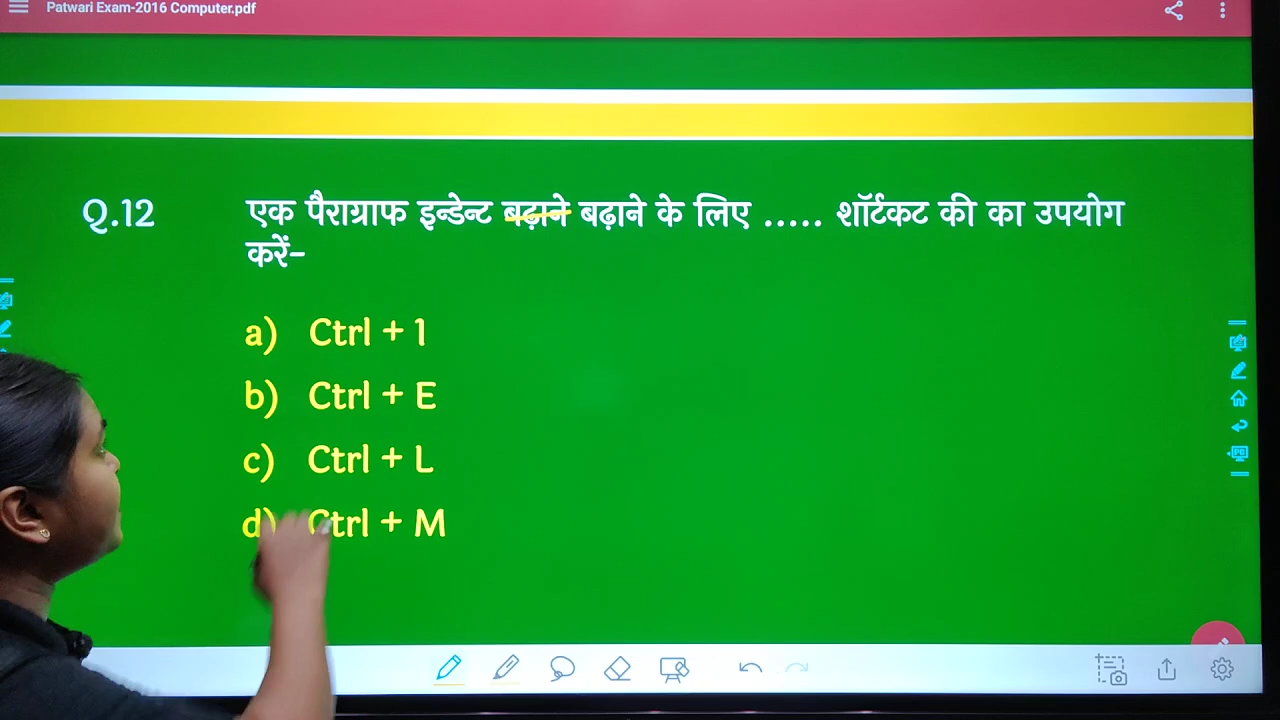 Patwari Exam-2016 Computer.pdf
Q.12 एक पैराग्राफ इन्डेन्ट बढ़ाने बढ़ाने के लिए ..... शॉर्टकट की का उपयोग
करें-
a) Ctrl + 1
b) Ctrl + E
c) Ctrl + L
d) Ctrl + M